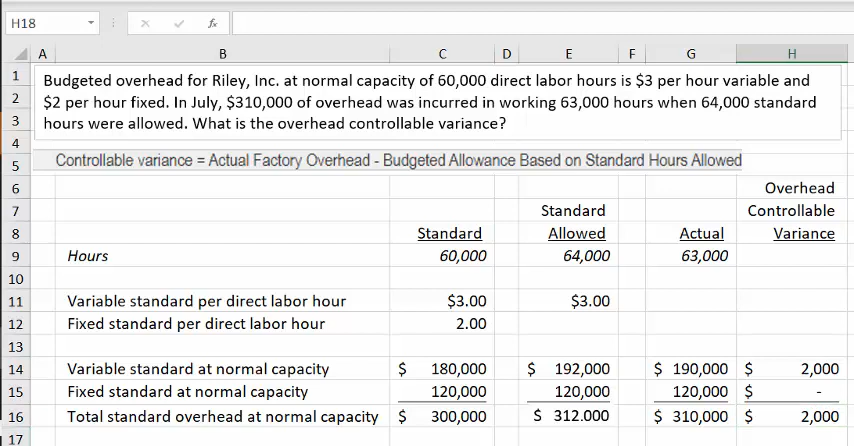 H18 fx
A B C D E F G H
1 Budgeted overhead for Riley, Inc. at normal capacity of 60,000 direct labor hours is $3 per hour variable and
2 $2 per hour fixed. In July, $310,000 of overhead was incurred in working 63,000 hours when 64,000 standard
3 hours were allowed. What is the overhead controllable variance?
4
5 Controllable variance = Actual Factory Overhead - Budgeted Allowance Based on Standard Hours Allowed
6 Overhead
7 Standard Controllable
8 Standard Allowed Actual Variance
9 Hours 60,000 64,000 63,000
10
11 Variable standard per direct labor hour $3.00 $3.00
12 Fixed standard per direct labor hour 2.00
13
14 Variable standard at normal capacity $ 180,000 $ 192,000 $ 190,000 $ 2,000
15 Fixed standard at normal capacity 120,000 120,000 120,000 $ -
16 Total standard overhead at normal capacity $ 300,000 $ 312.000 $ 310,000 $ 2,000
17